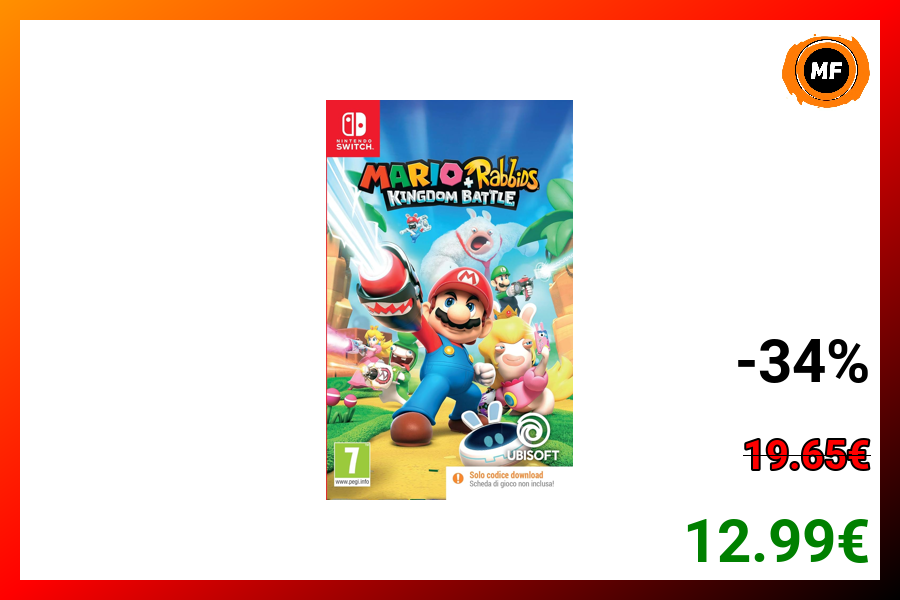 MF
NINTENDO
SWITCH.
MARIO + Rabbids
KINGDOM BATTLE
M
7
www.pegi.info
UBISOFT
Solo codice download
Scheda di gioco non inclusa!
-34%
19.65€
12.99€